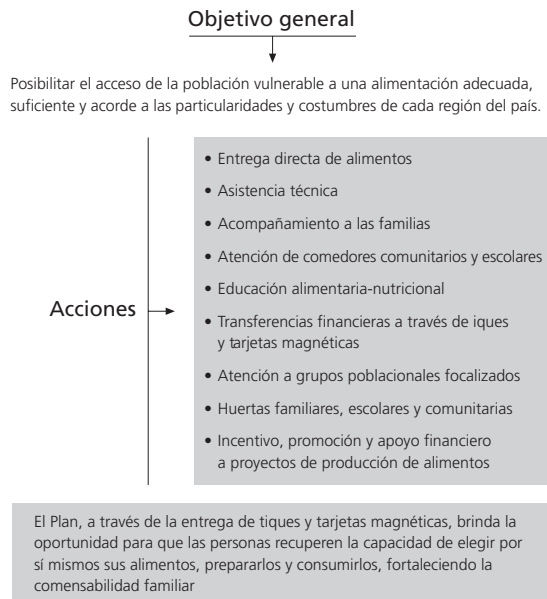 Objetivo general
Posibilitar el acceso de la población vulnerable a una alimentación adecuada,
suficiente y acorde a las particularidades y costumbres de cada región del país.
Acciones
• Entrega directa de alimentos
• Asistencia técnica
• Acompañamiento a las familias
• Atención de comedores comunitarios y escolares
• Educación alimentaria-nutricional
• Transferencias financieras a través de iques
y tarjetas magnéticas
• Atención a grupos poblacionales focalizados
• Huertas familiares, escolares y comunitarias
• Incentivo, promoción y apoyo financiero
a proyectos de producción de alimentos
El Plan, a través de la entrega de tiques y tarjetas magnéticas, brinda la
oportunidad para que las personas recuperen la capacidad de elegir por
sí mismos sus alimentos, prepararlos y consumirlos, fortaleciendo la
comensabilidad familiar